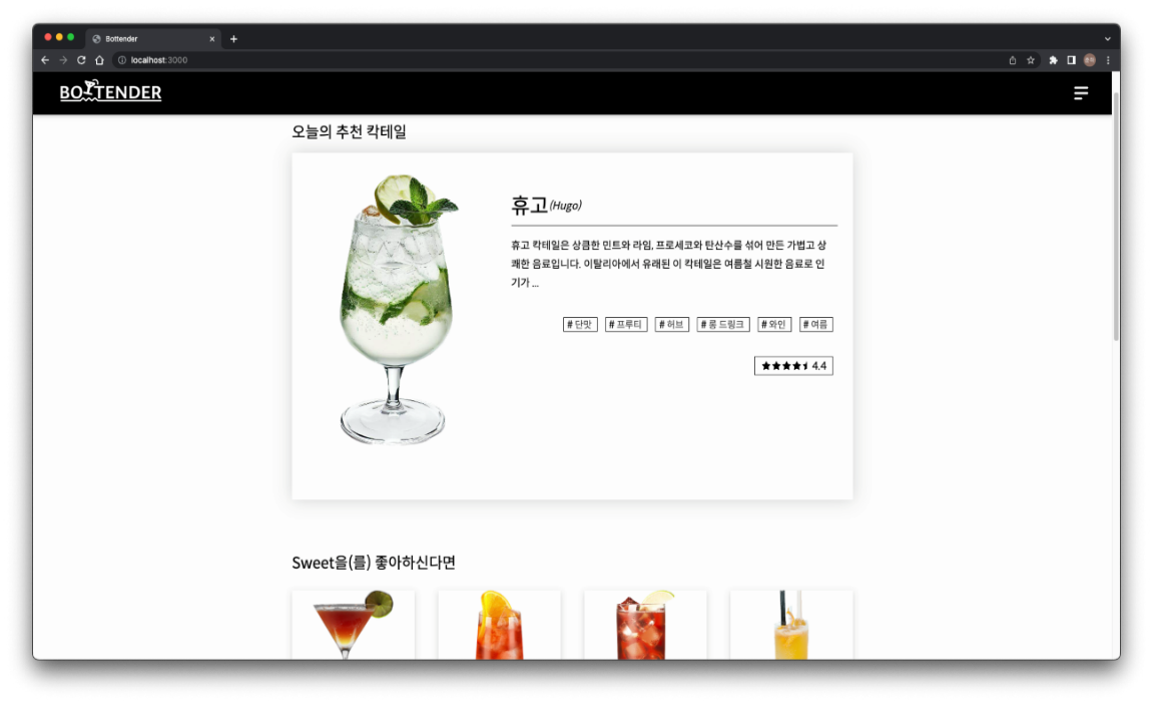 Bottender
localhost:3000
BOTTENDER
오늘의 추천 칵테일
휴고(Hugo)
휴고 칵테일은 상큼한 민트와 라임, 프로세코와 탄산수를 섞어 만든 가볍고 상
쾌한 음료입니다. 이탈리아에서 유래된 이 칵테일은 여름철 시원한 음료로 인
기가 ...
# 단맛 # 프루티 # 허브 # 롱 드링크 # 와인 # 여름
4.4
Sweet을(를) 좋아하신다면